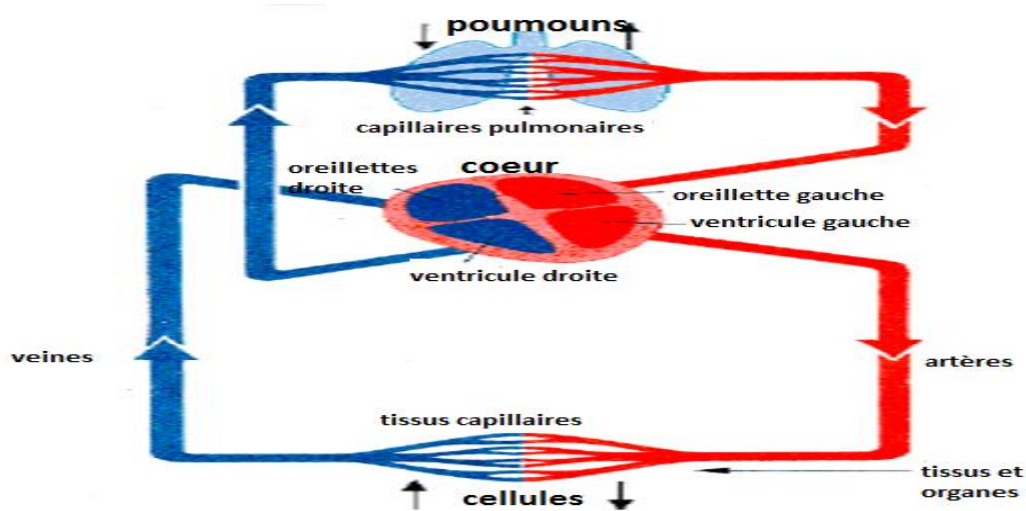 poumouns
capillaires pulmonaires
oreillettes
droite
coeur
oreillette gauche
ventricule gauche
ventricule droite
veines
artères
tissus capillaires
tissus et
organes
cellules